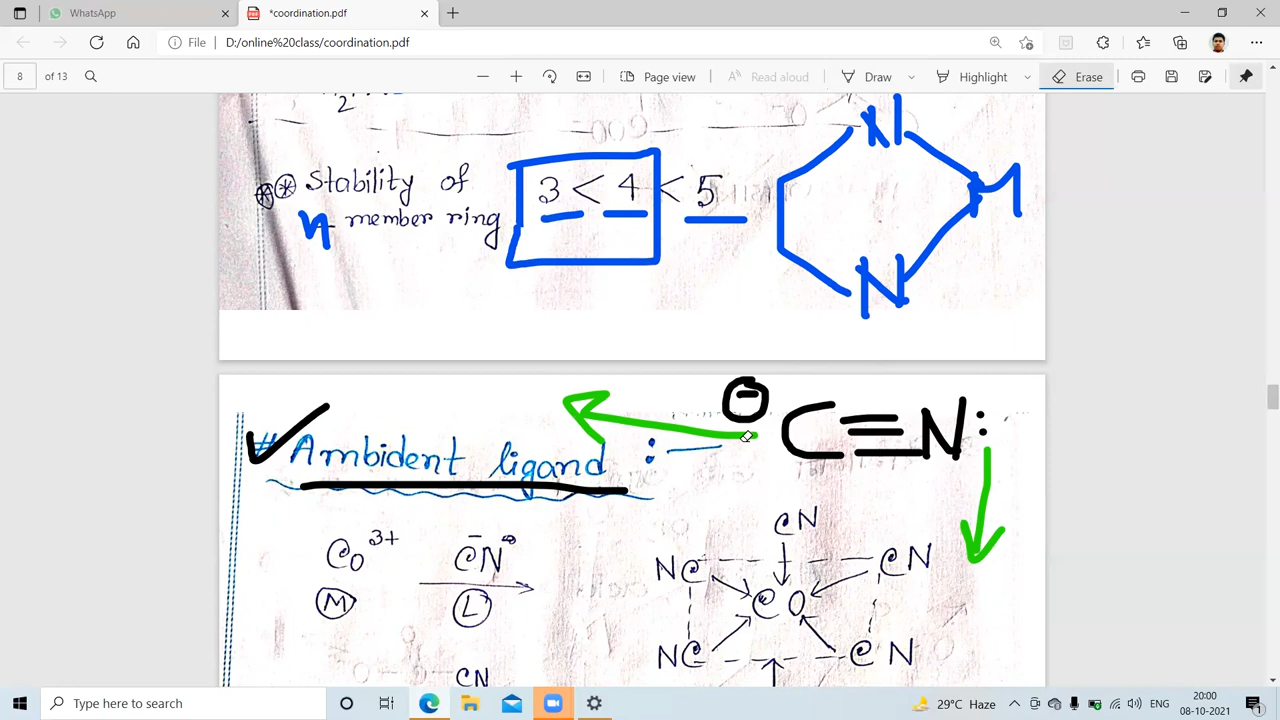 WhatsApp
*coordination.pdf
File
D:/online%20class/coordination.pdf
8
of 13
Page view
Read aloud
Draw
Highlight
Erase
2
N
Stability of
3 < 4 < 5
M
n member ring
N
⊖
C≡N:
# Ambident ligand :—
CN
Co³⁺
C̄N
NC
CN
M
L
CO
NC
CN
CN
Type here to search
29°C Haze
ENG
20:00
08-10-2021
1